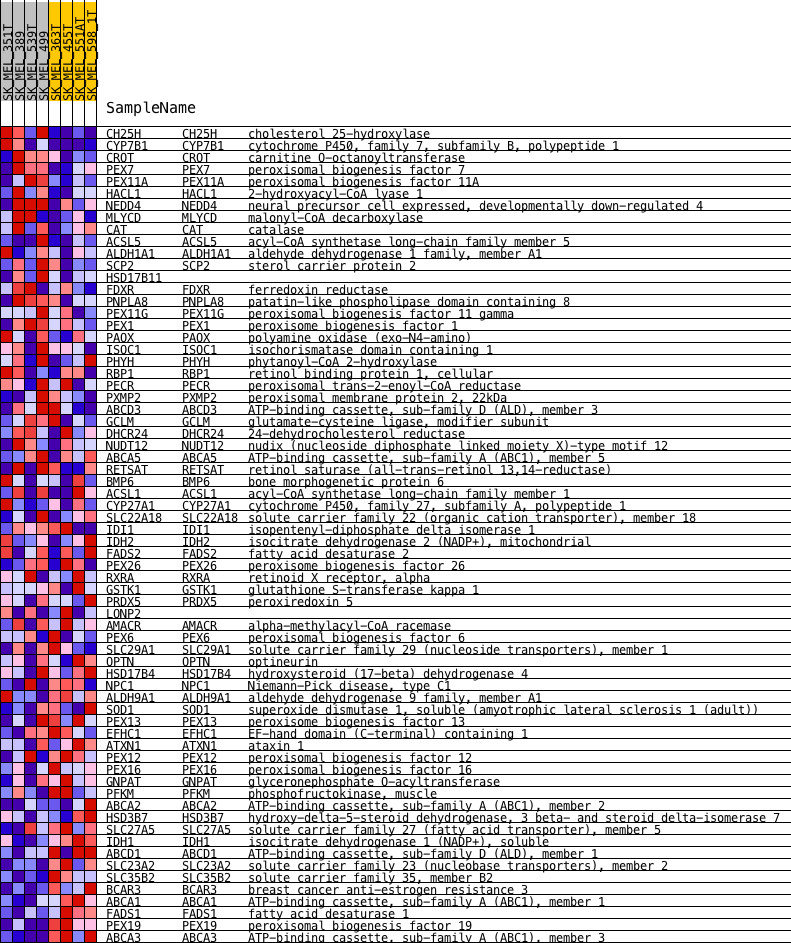 SK_MEL_351T
SK_MEL_389
SK_MEL_539T
SK_MEL_499
SK_MEL_363T
SK_MEL_455T
SK_MEL_551AT
SK_MEL_598_1T
SampleName
CH25H CH25H cholesterol 25-hydroxylase
CYP7B1 CYP7B1 cytochrome P450, family 7, subfamily B, polypeptide 1
CROT CROT carnitine O-octanoyltransferase
PEX7 PEX7 peroxisomal biogenesis factor 7
PEX11A PEX11A peroxisomal biogenesis factor 11A
HACL1 HACL1 2-hydroxyacyl-CoA lyase 1
NEDD4 NEDD4 neural precursor cell expressed, developmentally down-regulated 4
MLYCD MLYCD malonyl-CoA decarboxylase
CAT CAT catalase
ACSL5 ACSL5 acyl-CoA synthetase long-chain family member 5
ALDH1A1 ALDH1A1 aldehyde dehydrogenase 1 family, member A1
SCP2 SCP2 sterol carrier protein 2
HSD17B11
FDXR FDXR ferredoxin reductase
PNPLA8 PNPLA8 patatin-like phospholipase domain containing 8
PEX11G PEX11G peroxisomal biogenesis factor 11 gamma
PEX1 PEX1 peroxisome biogenesis factor 1
PAOX PAOX polyamine oxidase (exo-N4-amino)
ISOC1 ISOC1 isochorismatase domain containing 1
PHYH PHYH phytanoyl-CoA 2-hydroxylase
RBP1 RBP1 retinol binding protein 1, cellular
PECR PECR peroxisomal trans-2-enoyl-CoA reductase
PXMP2 PXMP2 peroxisomal membrane protein 2, 22kDa
ABCD3 ABCD3 ATP-binding cassette, sub-family D (ALD), member 3
GCLM GCLM glutamate-cysteine ligase, modifier subunit
DHCR24 DHCR24 24-dehydrocholesterol reductase
NUDT12 NUDT12 nudix (nucleoside diphosphate linked moiety X)-type motif 12
ABCA5 ABCA5 ATP-binding cassette, sub-family A (ABC1), member 5
RETSAT RETSAT retinol saturase (all-trans-retinol 13,14-reductase)
BMP6 BMP6 bone morphogenetic protein 6
ACSL1 ACSL1 acyl-CoA synthetase long-chain family member 1
CYP27A1 CYP27A1 cytochrome P450, family 27, subfamily A, polypeptide 1
SLC22A18 SLC22A18 solute carrier family 22 (organic cation transporter), member 18
IDI1 IDI1 isopentenyl-diphosphate delta isomerase 1
IDH2 IDH2 isocitrate dehydrogenase 2 (NADP+), mitochondrial
FADS2 FADS2 fatty acid desaturase 2
PEX26 PEX26 peroxisome biogenesis factor 26
RXRA RXRA retinoid X receptor, alpha
GSTK1 GSTK1 glutathione S-transferase kappa 1
PRDX5 PRDX5 peroxiredoxin 5
LONP2
AMACR AMACR alpha-methylacyl-CoA racemase
PEX6 PEX6 peroxisomal biogenesis factor 6
SLC29A1 SLC29A1 solute carrier family 29 (nucleoside transporters), member 1
OPTN OPTN optineurin
HSD17B4 HSD17B4 hydroxysteroid (17-beta) dehydrogenase 4
NPC1 NPC1 Niemann-Pick disease, type C1
ALDH9A1 ALDH9A1 aldehyde dehydrogenase 9 family, member A1
SOD1 SOD1 superoxide dismutase 1, soluble (amyotrophic lateral sclerosis 1 (adult))
PEX13 PEX13 peroxisome biogenesis factor 13
EFHC1 EFHC1 EF-hand domain (C-terminal) containing 1
ATXN1 ATXN1 ataxin 1
PEX12 PEX12 peroxisomal biogenesis factor 12
PEX16 PEX16 peroxisomal biogenesis factor 16
GNPAT GNPAT glyceronephosphate O-acyltransferase
PFKM PFKM phosphofructokinase, muscle
ABCA2 ABCA2 ATP-binding cassette, sub-family A (ABC1), member 2
HSD3B7 HSD3B7 hydroxy-delta-5-steroid dehydrogenase, 3 beta- and steroid delta-isomerase 7
SLC27A5 SLC27A5 solute carrier family 27 (fatty acid transporter), member 5
IDH1 IDH1 isocitrate dehydrogenase 1 (NADP+), soluble
ABCD1 ABCD1 ATP-binding cassette, sub-family D (ALD), member 1
SLC23A2 SLC23A2 solute carrier family 23 (nucleobase transporters), member 2
SLC35B2 SLC35B2 solute carrier family 35, member B2
BCAR3 BCAR3 breast cancer anti-estrogen resistance 3
ABCA1 ABCA1 ATP-binding cassette, sub-family A (ABC1), member 1
FADS1 FADS1 fatty acid desaturase 1
PEX19 PEX19 peroxisomal biogenesis factor 19
ABCA3 ABCA3 ATP-binding cassette, sub-family A (ABC1), member 3